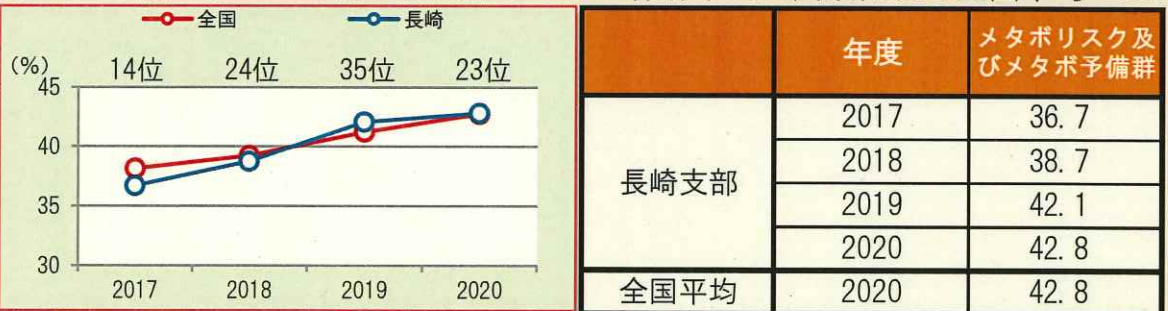 全国 長崎
(%) 14位 24位 35位 23位
45
40
35
30
2017 2018 2019 2020
年度 メタボリスク及
びメタボ予備群
長崎支部
2017 36.7
2018 38.7
2019 42.1
2020 42.8
全国平均 2020 42.8